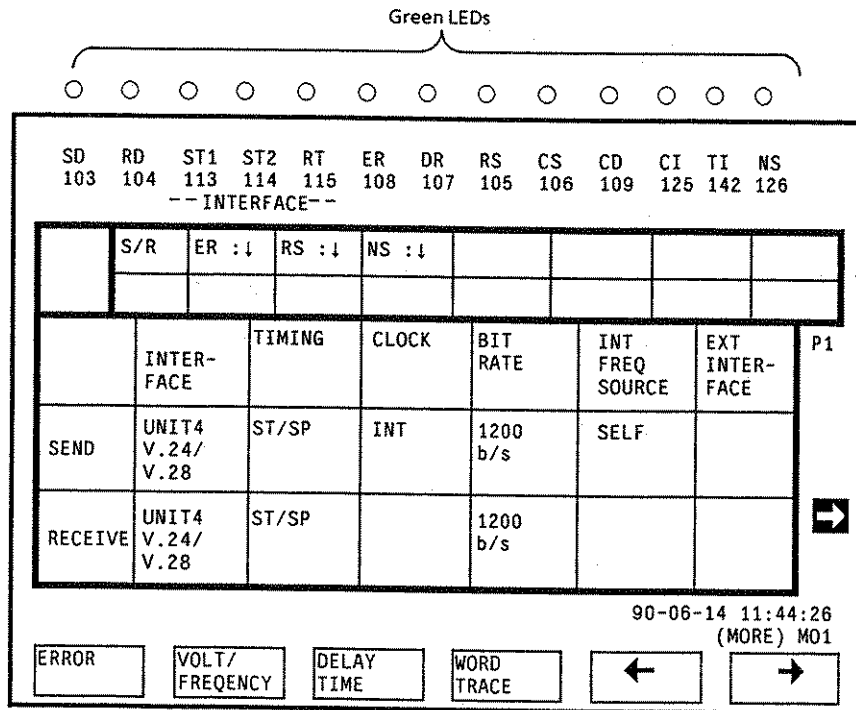 Green LEDs
SD RD ST1 ST2 RT ER DR RS CS CD CI TI NS
103 104 113 114 115 108 107 105 106 109 125 142 126
--INTERFACE--
S/R ER :↓ RS :↓ NS :↓
INTER-
FACE
TIMING
CLOCK
BIT
RATE
INT
FREQ
SOURCE
EXT
INTER-
FACE
P1
SEND
UNIT4
V.24/
V.28
ST/SP
INT
1200
b/s
SELF
RECEIVE
UNIT4
V.24/
V.28
ST/SP
1200
b/s
90-06-14 11:44:26
(MORE) MO1
ERROR
VOLT/
FREQENCY
DELAY
TIME
WORD
TRACE